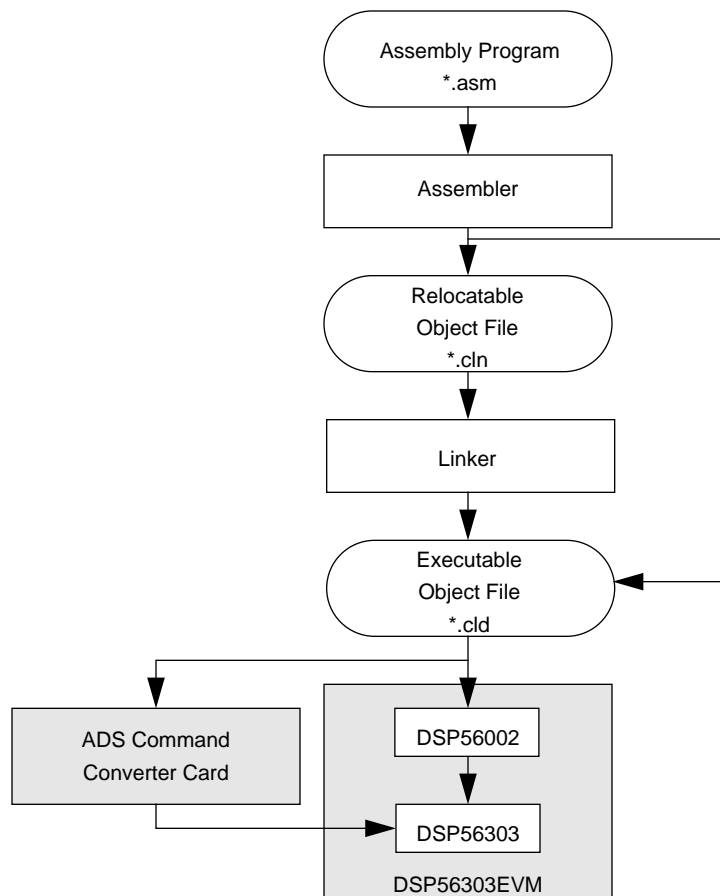 Assembly Program
*.asm
Assembler
Relocatable
Object File
*.cln
Linker
Executable
Object File
*.cld
ADS Command
Converter Card
DSP56002
DSP56303
DSP56303EVM